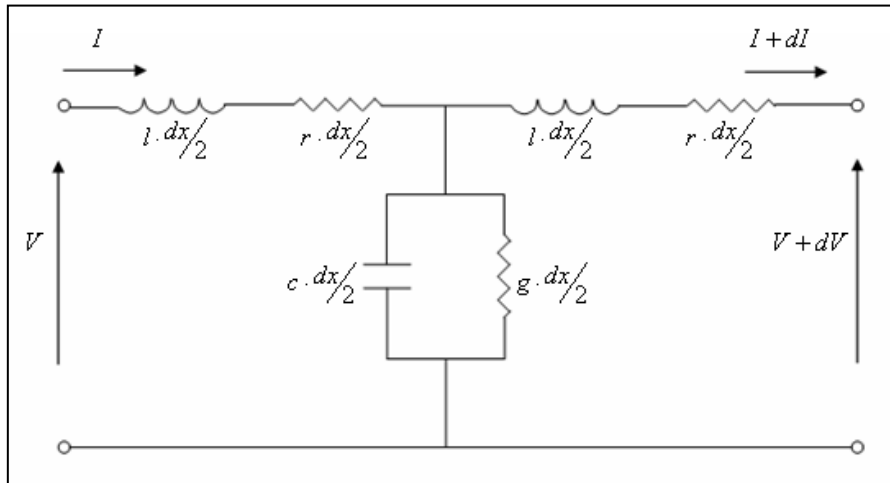 I
I + dI
l . dx/2
r . dx/2
l . dx/2
r . dx/2
V
c . dx/2
g . dx/2
V + dV